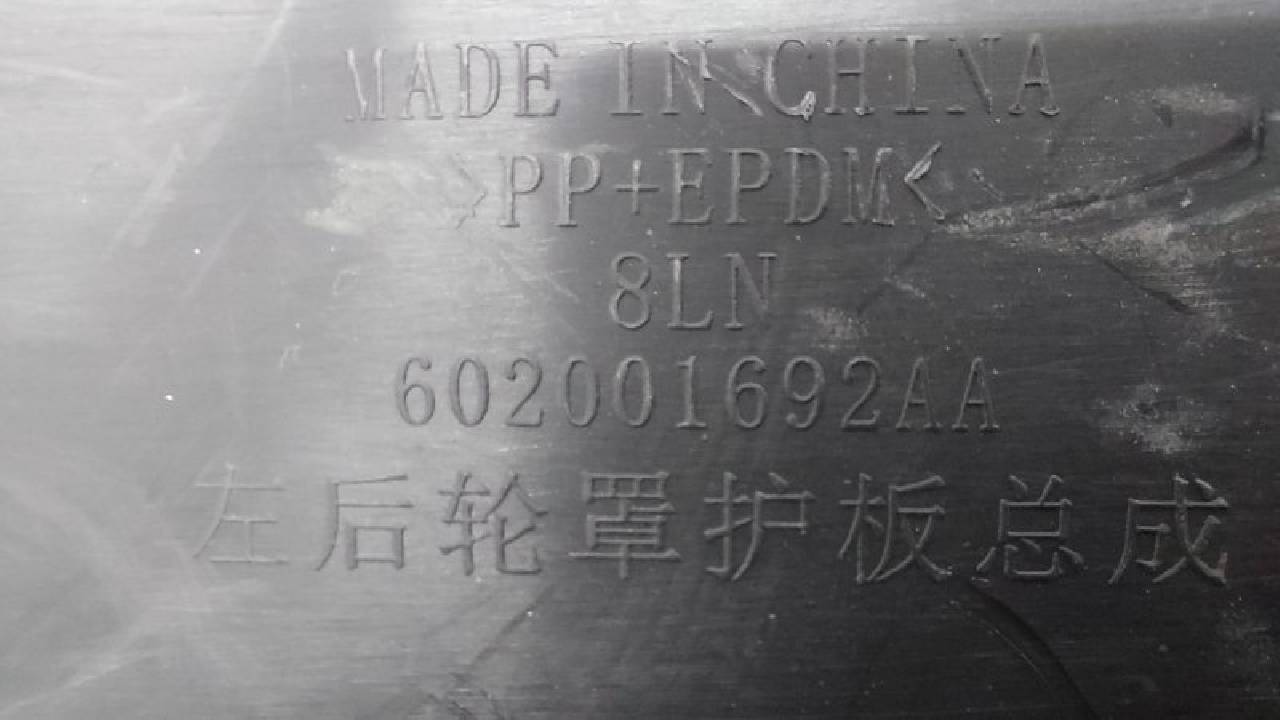 MADE IN CHINA
>PP+EPDM<
8LN
602001692AA
左后轮罩护板总成